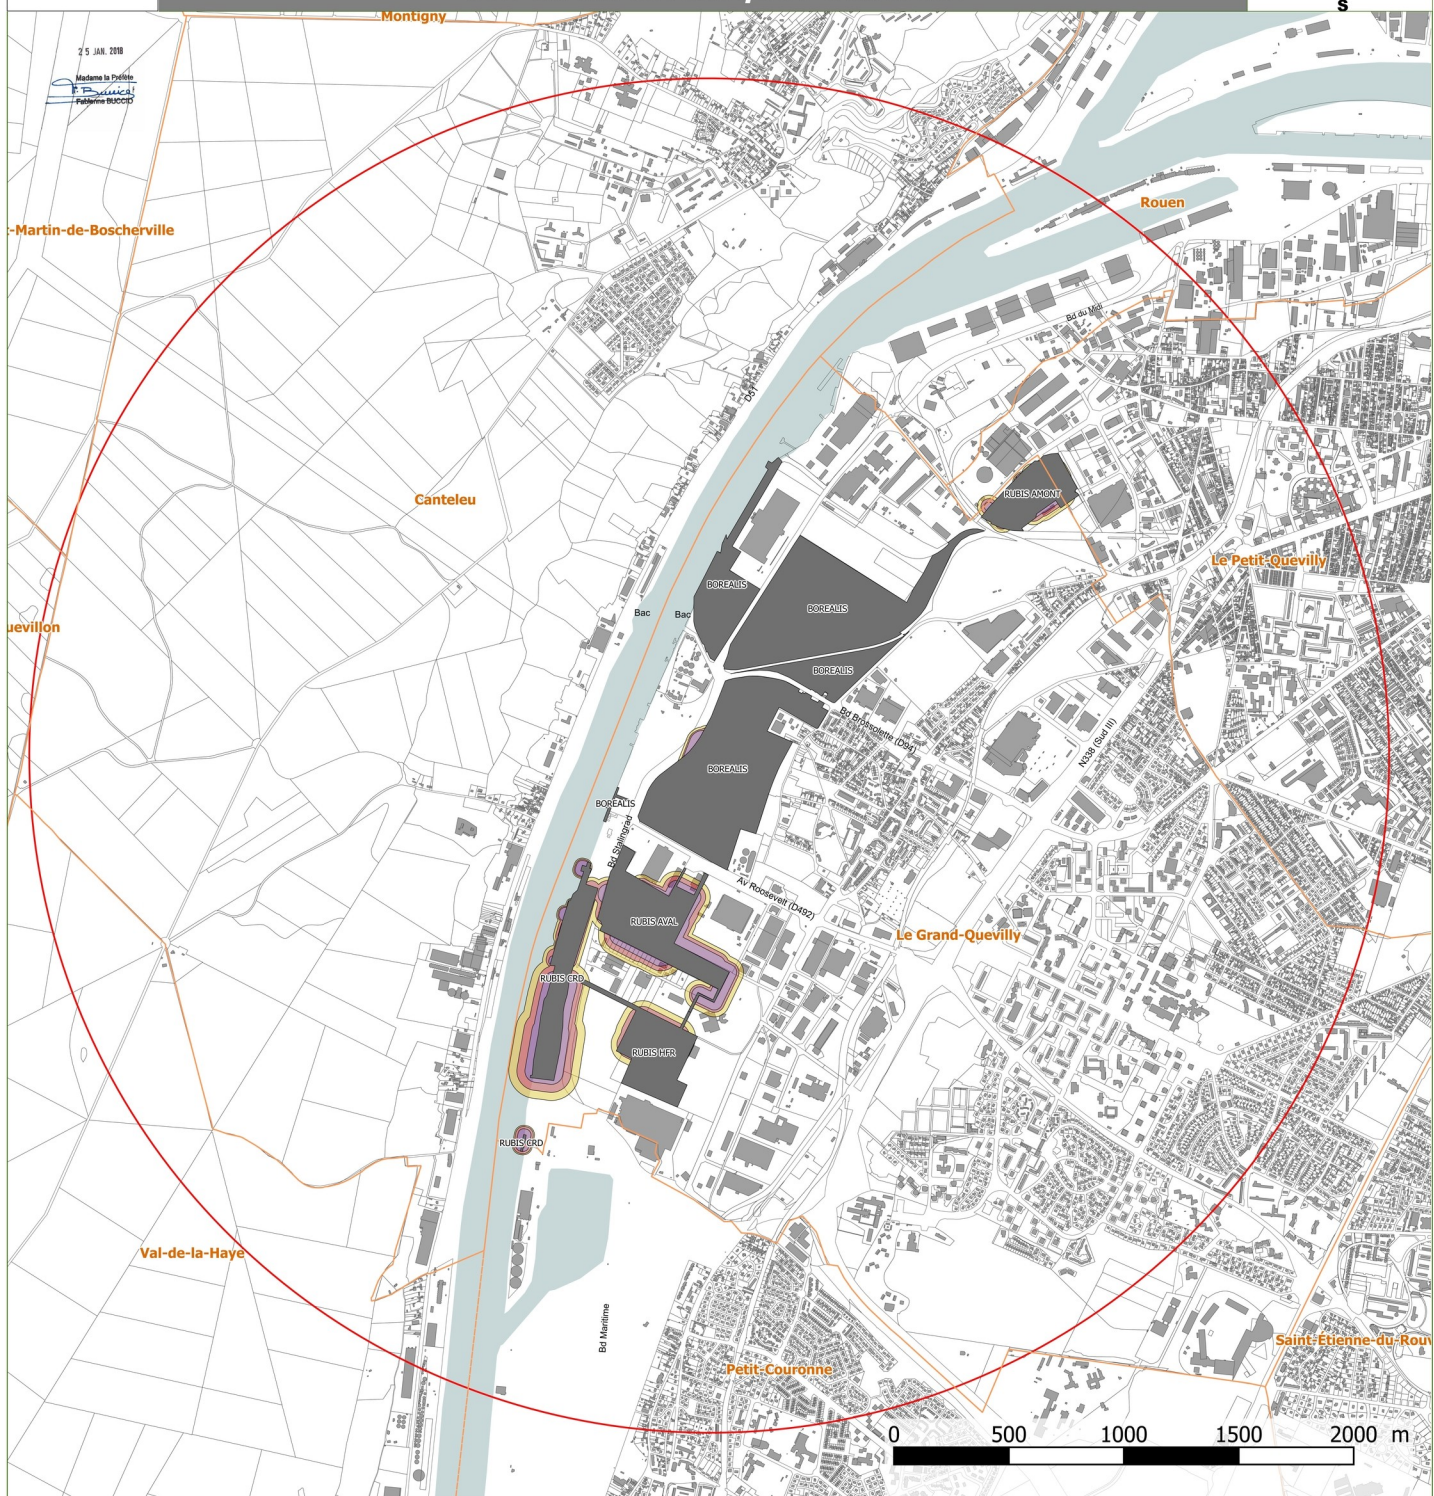 s
Montigny
2 5 JAN. 2018
Madame la Préfète
Fabienne BUCCIO
Rouen
t-Martin-de-Boscherville
Bd du Midi
D51
Canteleu
RUBIS AMONT
Le Petit-Quevilly
BOREALIS
BOREALIS
Bac
Bac
uevillon
BOREALIS
Bd Brossolette (D94)
N338 (Sud III)
BOREALIS
BOREALIS
Bd Stalingrad
Av Roosevelt (D492)
RUBIS AVAL
Le Grand-Quevilly
RUBIS CRD
RUBIS HFR
RUBIS CRD
Val-de-la-Haye
Bd Maritime
Saint-Etienne-du-Rouv
Petit-Couronne
0 500 1000 1500 2000 m